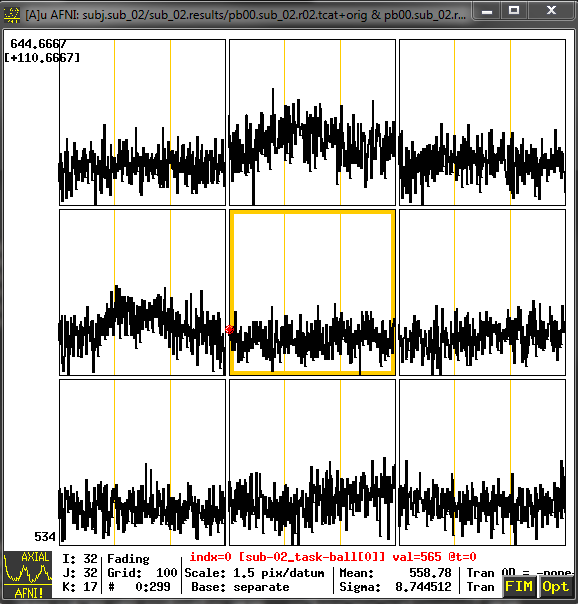 [A]u AFNI: subj.sub_02/sub_02.results/pb00.sub_02.r02.tcat+orig & pb00.sub_02.r...
644.6667
[+110.6667]
534
indx=0 [sub-02_task-ball[0]] val=565 @t=0
AXIAL
AFNI!
I: 32 Fading
J: 32 Grid: 100 Scale: 1.5 pix/datum Mean: 558.78 Tran 0D = -none-
K: 17 # 0:299 Base: separate Sigma: 8.744512 Tran
FIM
Opt